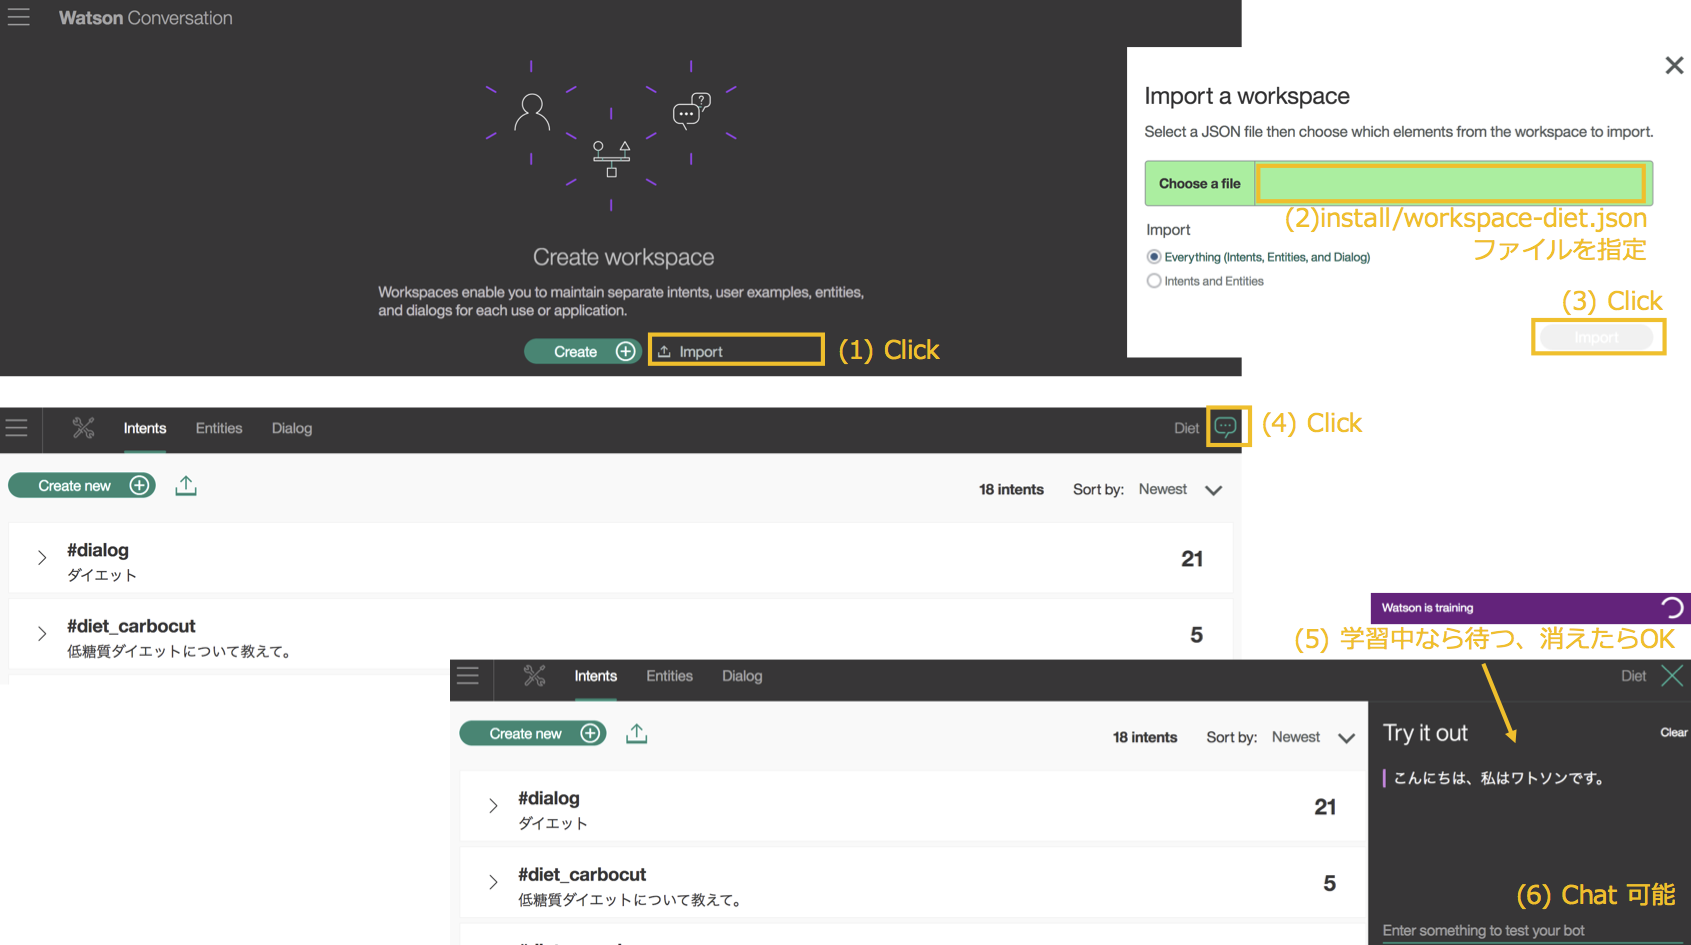 Watson Conversation
Create workspace
Workspaces enable you to maintain separate intents, user examples, entities,
and dialogs for each use or application.
Create
Import
(1) Click
Import a workspace
Select a JSON file then choose which elements from the workspace to import.
Choose a file
(2)install/workspace-diet.json
ファイルを指定
Import
Everything (Intents, Entities, and Dialog)
Intents and Entities
(3) Click
Import
Intents
Entities
Dialog
Diet
(4) Click
Create new
18 intents
Sort by:
Newest
#dialog
ダイエット
21
#diet_carbocut
低糖質ダイエットについて教えて。
5
Watson is training
(5) 学習中なら待つ、消えたらOK
Intents
Entities
Dialog
Diet
Create new
18 intents
Sort by:
Newest
#dialog
ダイエット
21
#diet_carbocut
低糖質ダイエットについて教えて。
5
Try it out
Clear
こんにちは、私はワトソンです。
(6) Chat 可能
Enter something to test your bot